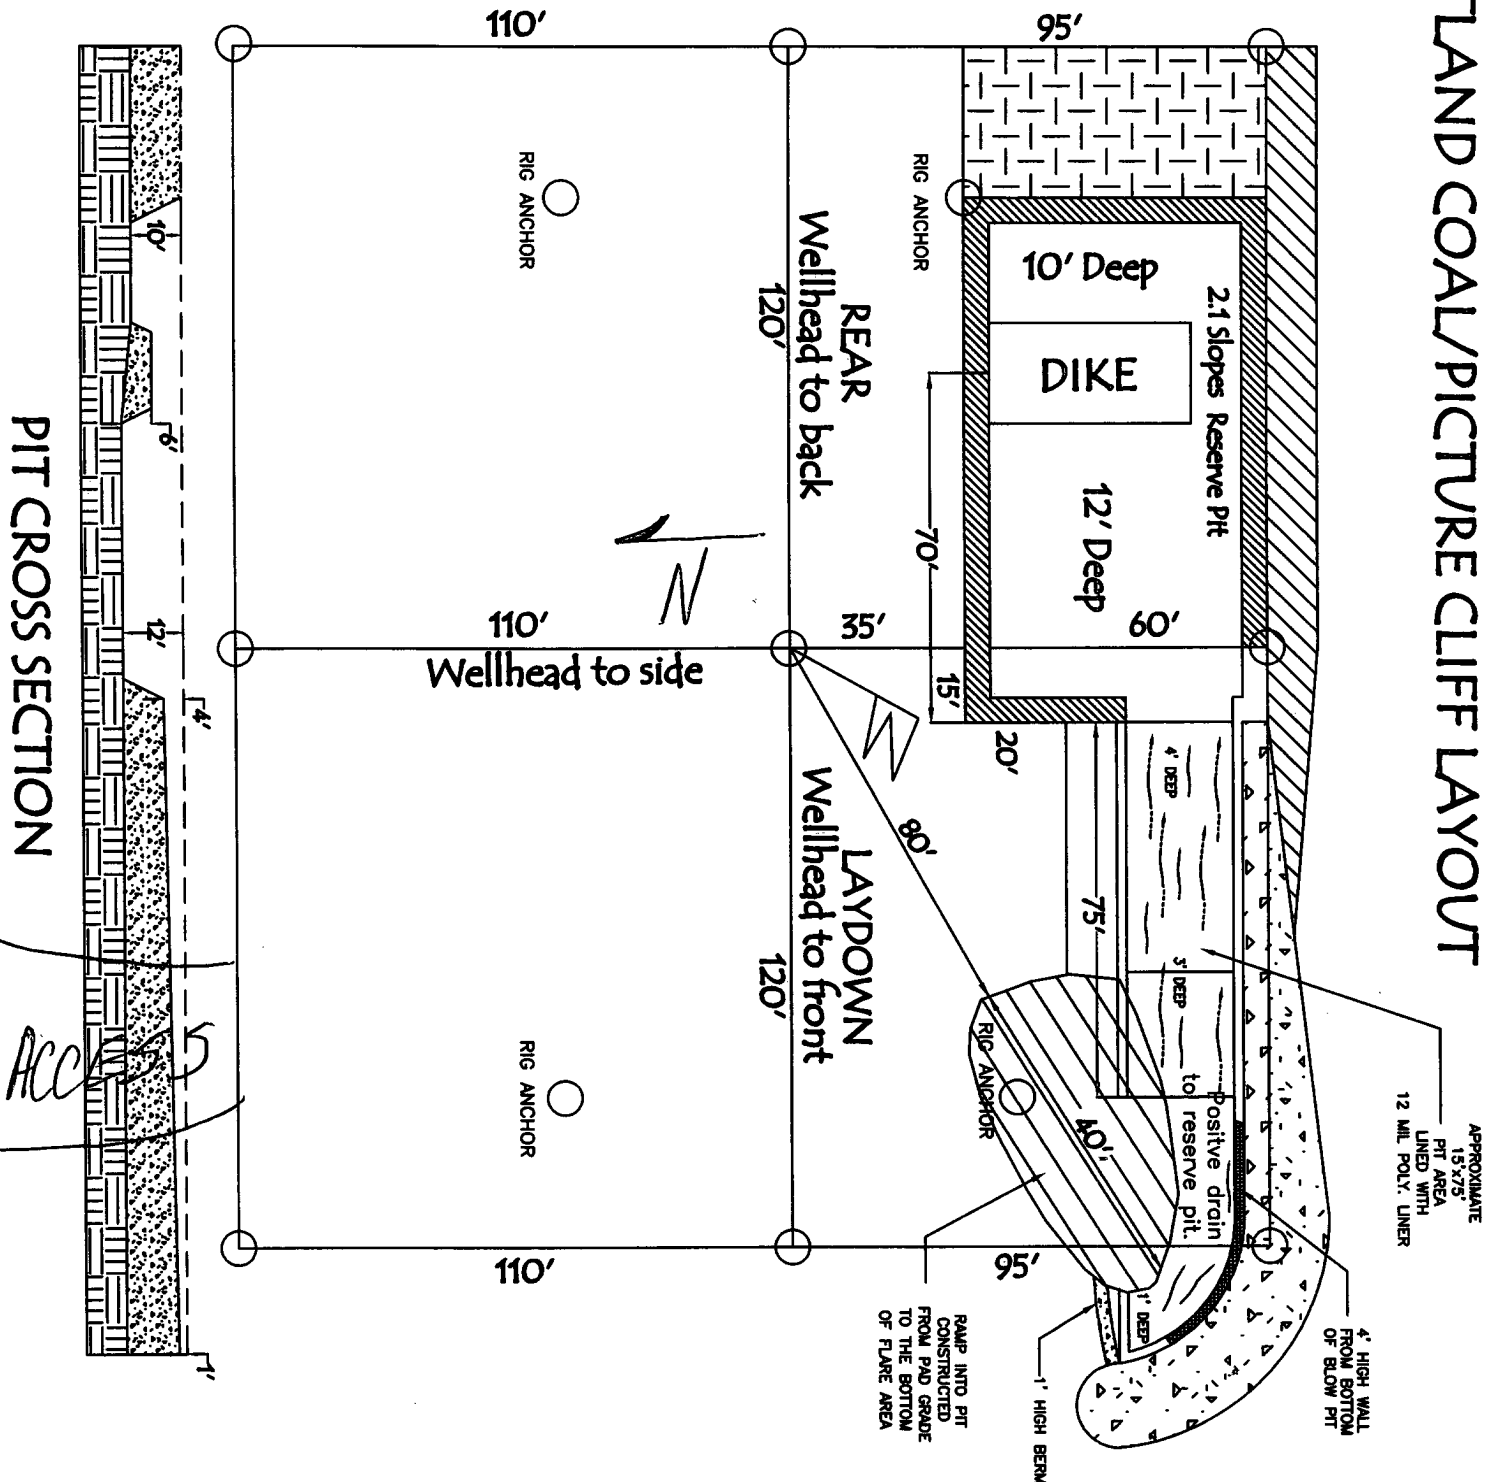 TLAND COAL/PICTURE CLIFF LAYOUT
APPROXIMATE
15'x75'
PIT AREA
LINED WITH
12 MIL POLY. LINER
4' HIGH WALL
FROM BOTTOM
OF BLOW PIT
95'
2.1 Slopes Reserve Pit
10' Deep
DIKE
12' Deep
60'
4' DEEP
3' DEEP
Positve drain
to reserve pit.
1' DEEP
1' HIGH BERM
75'
20'
15'
70'
35'
RIG ANCHOR
RIG ANCHOR
40'
95'
80'
RAMP INTO PIT
CONSTRUCTED
FROM PAD GRADE
TO THE BOTTOM
OF FLARE AREA
REAR
Wellhead to back
120'
LAYDOWN
Wellhead to front
120'
N
110'
RIG ANCHOR
110'
Wellhead to side
RIG ANCHOR
110'
10'
6'
12'
4'
1'
ACCESS
PIT CROSS SECTION